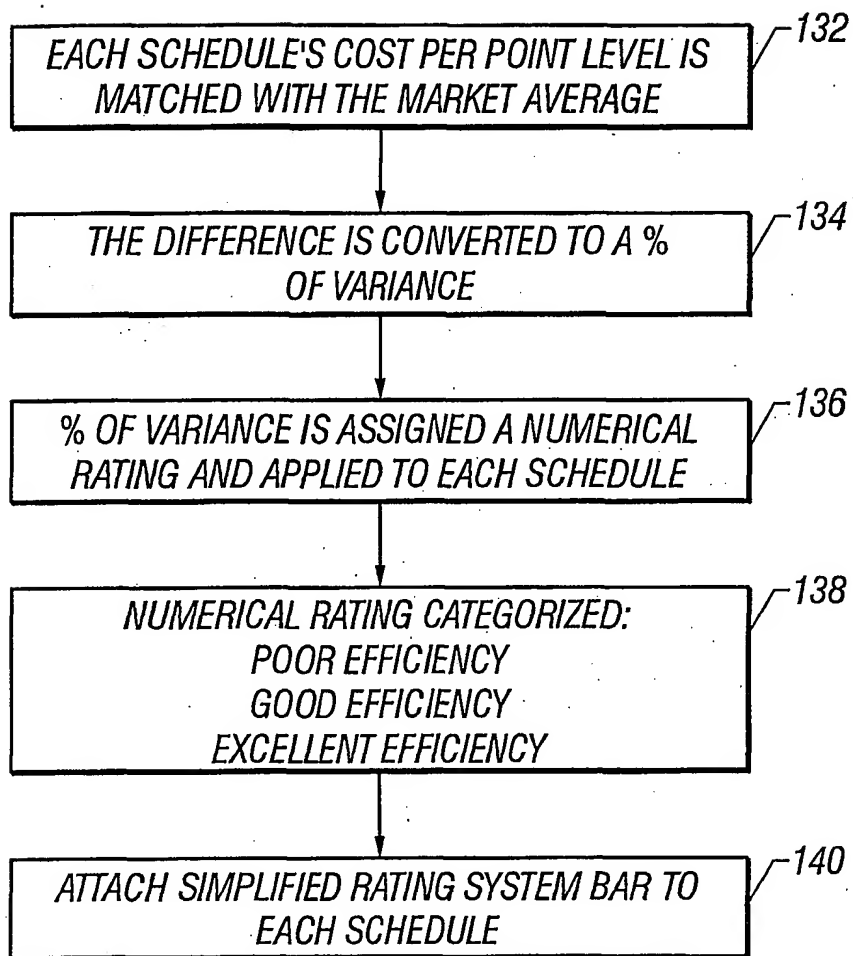 132
EACH SCHEDULE'S COST PER POINT LEVEL IS
MATCHED WITH THE MARKET AVERAGE
134
THE DIFFERENCE IS CONVERTED TO A %
OF VARIANCE
136
% OF VARIANCE IS ASSIGNED A NUMERICAL
RATING AND APPLIED TO EACH SCHEDULE
138
NUMERICAL RATING CATEGORIZED:
POOR EFFICIENCY
GOOD EFFICIENCY
EXCELLENT EFFICIENCY
140
ATTACH SIMPLIFIED RATING SYSTEM BAR TO
EACH SCHEDULE